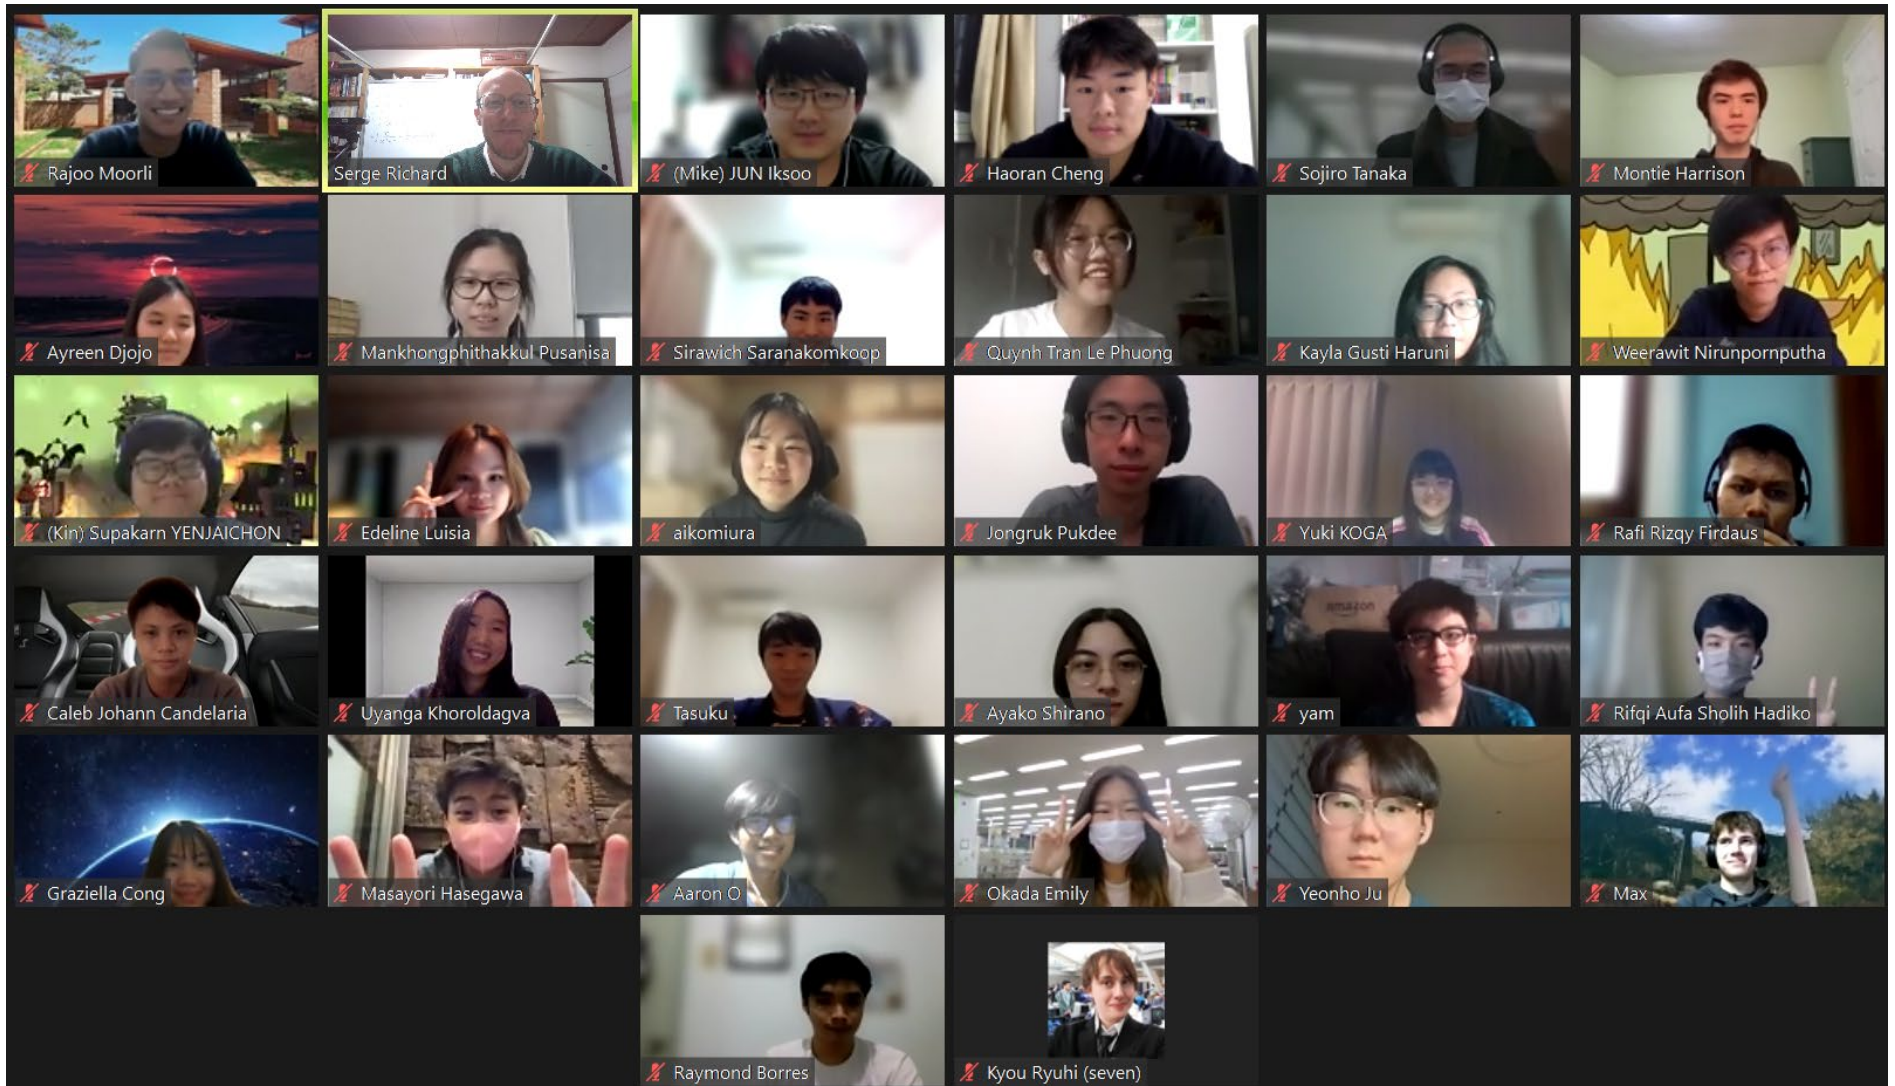 Rajoo Moorli
Serge Richard
(Mike) JUN Iksoo
Haoran Cheng
Sojiro Tanaka
Montie Harrison
Ayreen Djojo
Mankhongphithakkul Pusanisa
Sirawich Saranakomkoop
Quynh Tran Le Phuong
Kayla Gusti Haruni
Weerawit Nirunpornputha
(Kin) Supakarn YENJAICHON
Edeline Luisia
aikomiura
Jongruk Pukdee
Yuki KOGA
Rafi Rizqy Firdaus
Caleb Johann Candelaria
Uyanga Khoroldagva
Tasuku
Ayako Shirano
amazon
yam
Rifqi Aufa Sholih Hadiko
Graziella Cong
Masayori Hasegawa
Aaron O
Okada Emily
Yeonho Ju
Max
Raymond Borres
Kyou Ryuhi (seven)